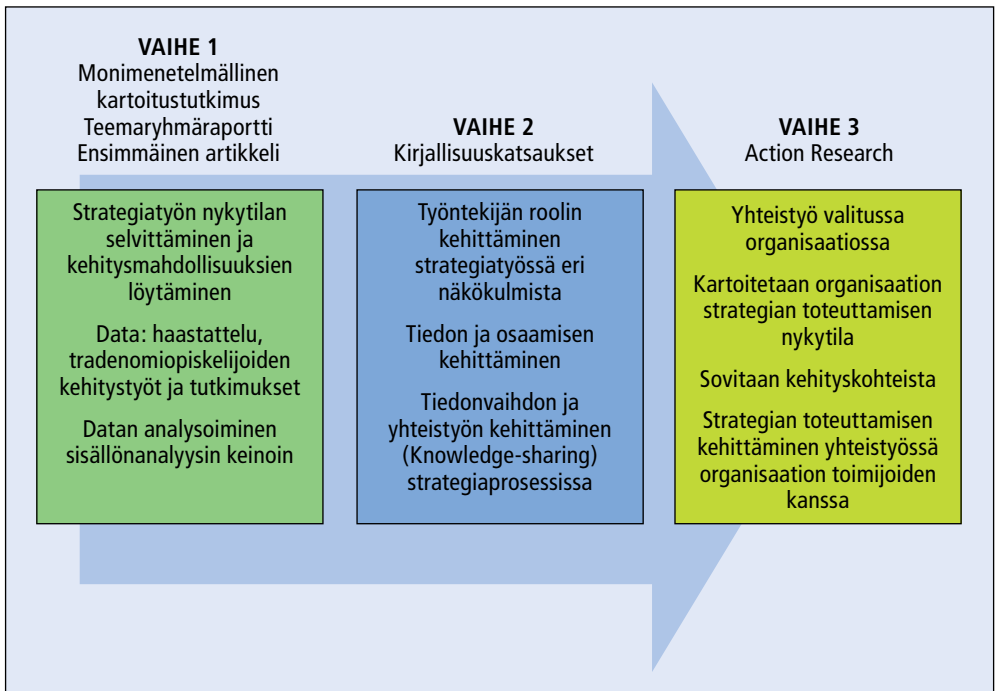 VAIHE 1
Monimenetelmällinen
kartoitustutkimus
Teemaryhmäraportti
Ensimmäinen artikkeli
Strategiatyön nykytilan
selvittäminen ja
kehitysmahdollisuuksien
löytäminen
Data: haastattelu,
tradenomiopiskelijoiden
kehitystyöt ja tutkimukset
Datan analysoiminen
sisällönanalyysin keinoin
VAIHE 2
Kirjallisuuskatsaukset
Työntekijän roolin
kehittäminen
strategiatyössä eri
näkökulmista
Tiedon ja osaamisen
kehittäminen
Tiedonvaihdon ja
yhteistyön kehittäminen
(Knowledge-sharing)
strategiaprosessissa
VAIHE 3
Action Research
Yhteistyö valitussa
organisaatiossa
Kartoitetaan organisaation
strategian toteuttamisen
nykytila
Sovitaan kehityskohteista
Strategian toteuttamisen
kehittäminen yhteistyössä
organisaation toimijoiden
kanssa